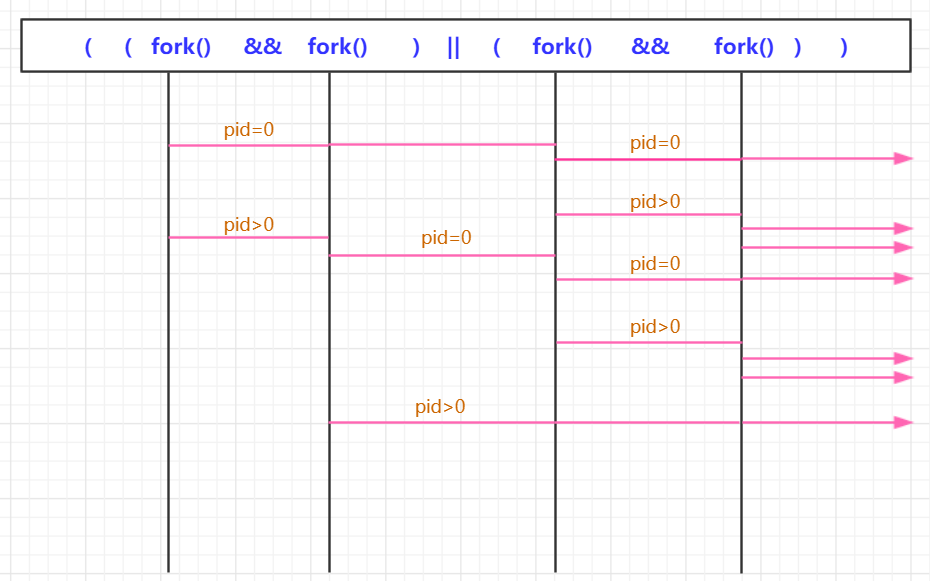 ( ( fork() && fork() ) || ( fork() && fork() ) )
pid=0
pid=0
pid>0
pid>0
pid=0
pid=0
pid>0
pid>0